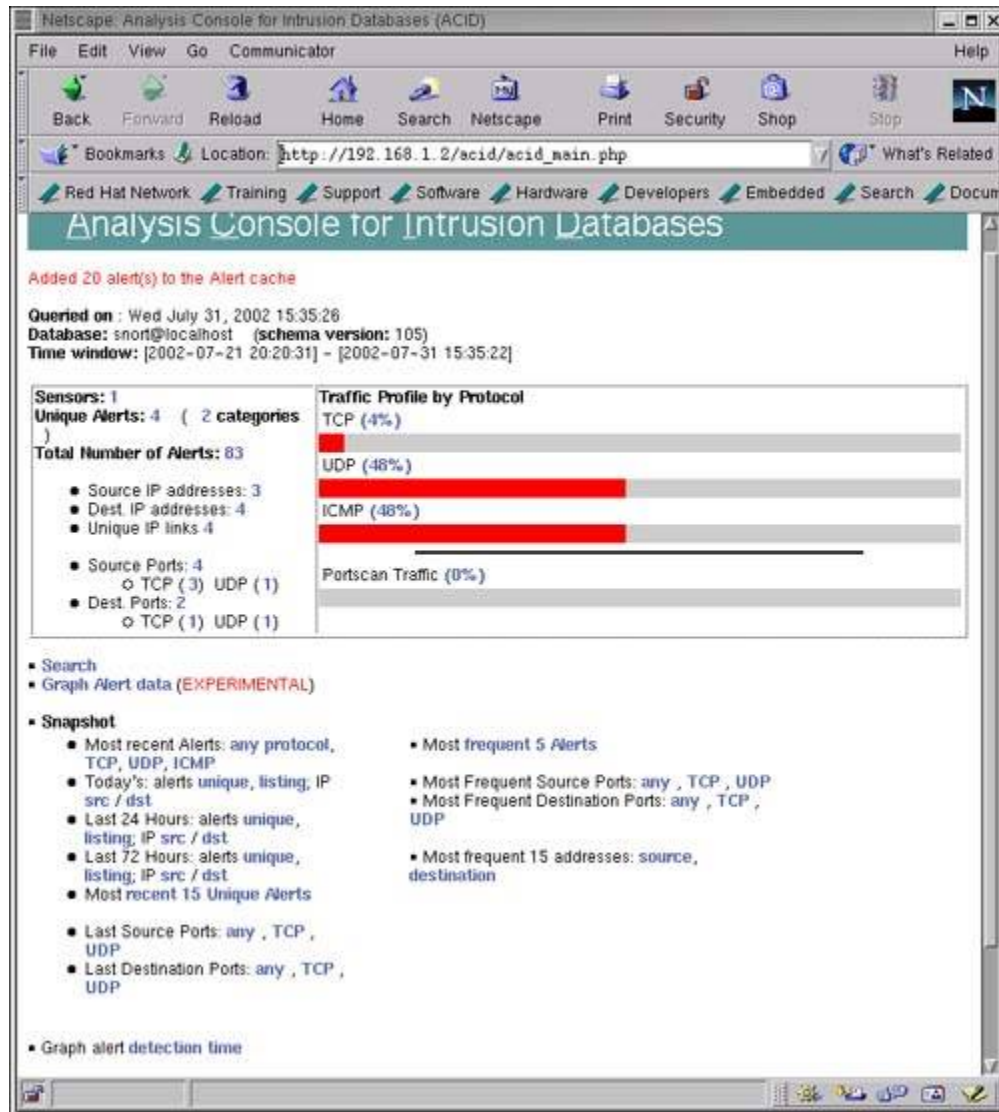 Netscape: Analysis Console for Intrusion Databases (ACID)
File Edit View Go Communicator Help
Back Forward Reload Home Search Netscape Print Security Shop Stop
N
Bookmarks Location: http://192.168.1.2/acid/acid_main.php What's Related
Red Hat Network Training Support Software Hardware Developers Embedded Search Docum
Analysis Console for Intrusion Databases
Added 20 alert(s) to the Alert cache
Queried on : Wed July 31, 2002 15:35:26
Database: snort@localhost (schema version: 105)
Time window: [2002-07-21 20:20:31] - [2002-07-31 15:35:22]
Sensors: 1
Unique Alerts: 4 ( 2 categories
)
Total Number of Alerts: 83
Source IP addresses: 3
Dest. IP addresses: 4
Unique IP links 4
Source Ports: 4
TCP ( 3) UDP ( 1)
Dest. Ports: 2
TCP ( 1) UDP ( 1)
Traffic Profile by Protocol
TCP (4%)
UDP (48%)
ICMP (48%)
Portscan Traffic (0%)
Search
Graph Alert data (EXPERIMENTAL)
Snapshot
Most recent Alerts: any protocol,
TCP, UDP, ICMP
Today's: alerts unique, listing; IP
src / dst
Last 24 Hours: alerts unique,
listing; IP src / dst
Last 72 Hours: alerts unique,
listing; IP src / dst
Most recent 15 Unique Alerts
Last Source Ports: any , TCP ,
UDP
Last Destination Ports: any , TCP ,
UDP
Most frequent 5 Alerts
Most Frequent Source Ports: any , TCP , UDP
Most Frequent Destination Ports: any , TCP ,
UDP
Most frequent 15 addresses: source,
destination
Graph alert detection time